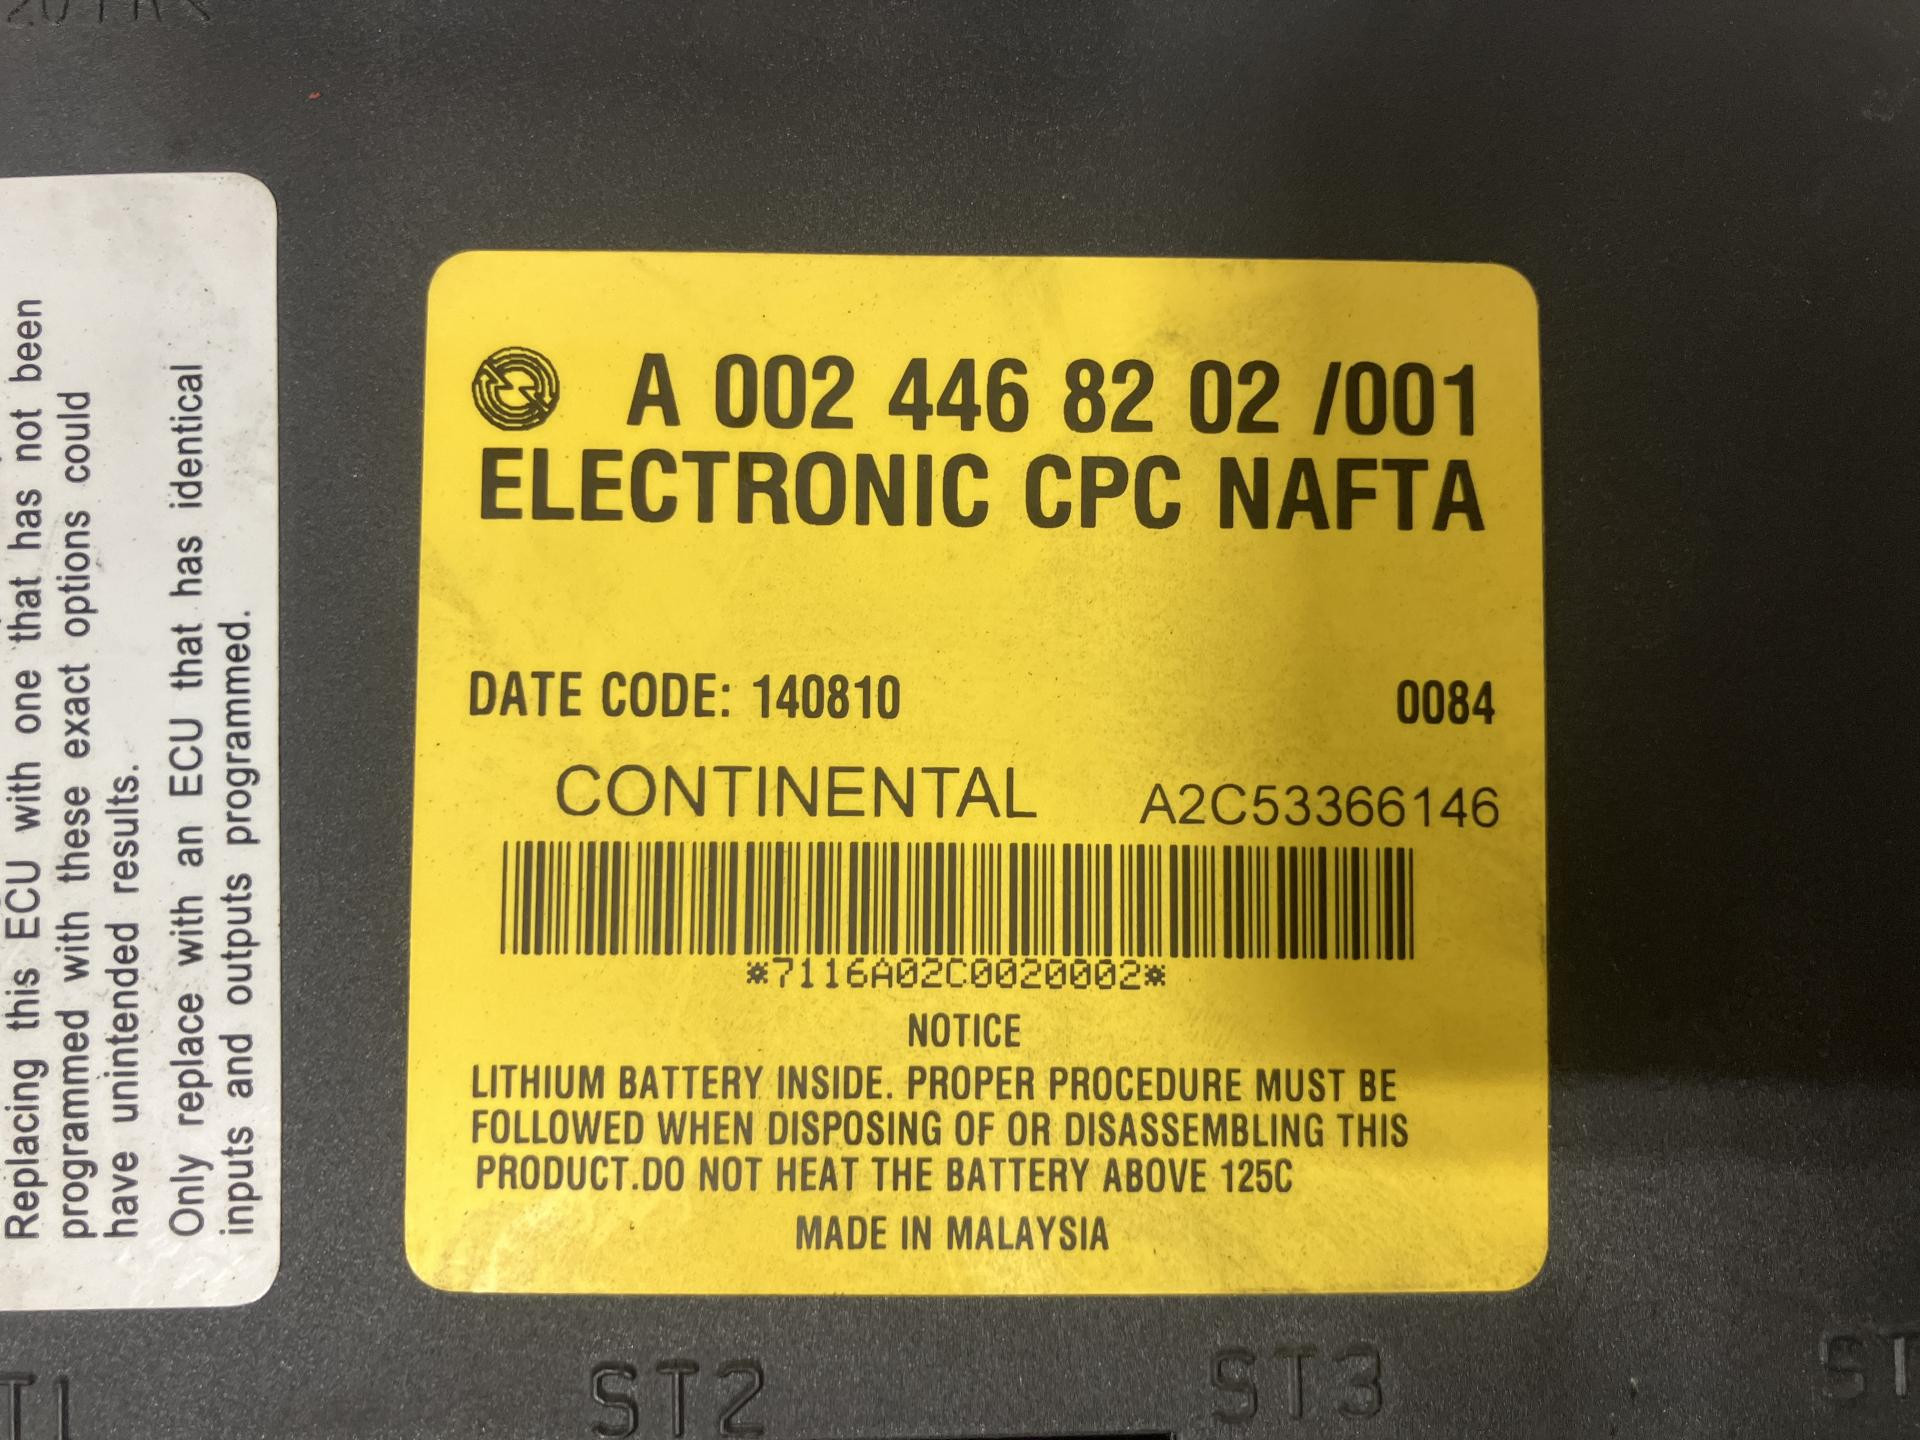 Replacing this ECU with one that has not been
programmed with these exact options could
have unintended results.
Only replace with an ECU that has identical
inputs and outputs programmed.
A 002 446 82 02 /001
ELECTRONIC CPC NAFTA
DATE CODE: 140810 0084
CONTINENTAL A2C53366146
*7116A02C0020002*
NOTICE
LITHIUM BATTERY INSIDE. PROPER PROCEDURE MUST BE
FOLLOWED WHEN DISPOSING OF OR DISASSEMBLING THIS
PRODUCT.DO NOT HEAT THE BATTERY ABOVE 125C
MADE IN MALAYSIA
ST2 ST3